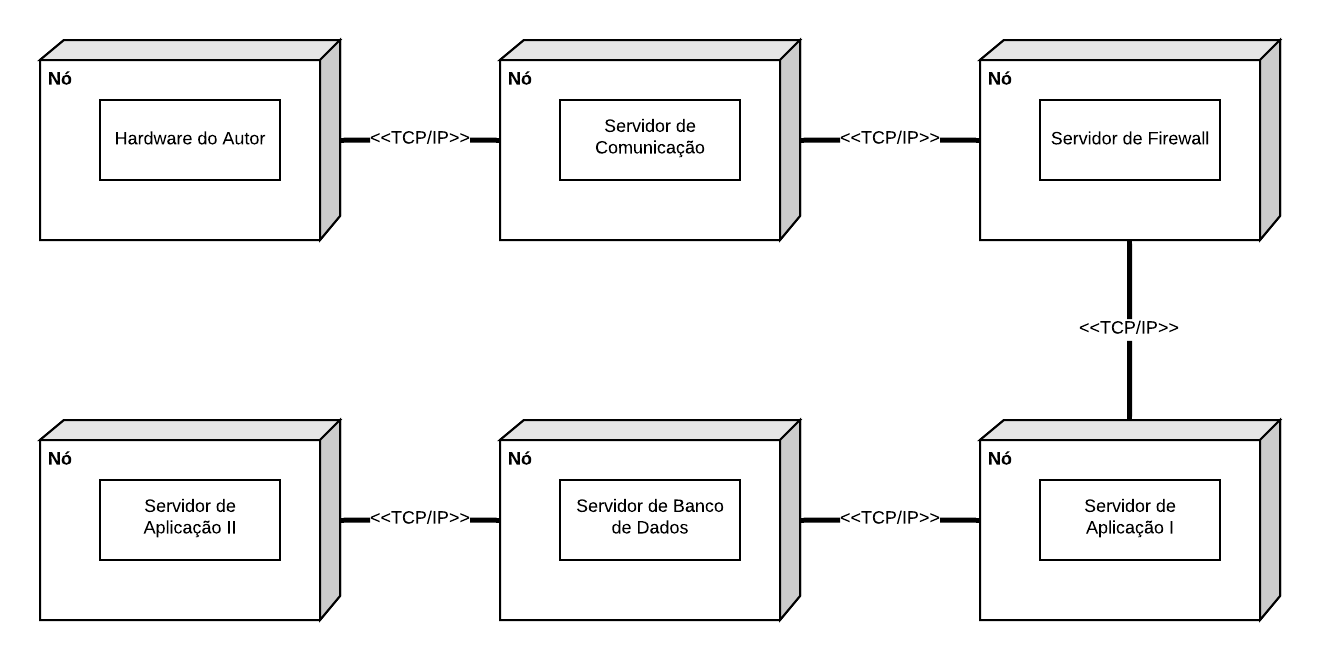 Nó
Hardware do Autor
<<TCP/IP>>
Nó
Servidor de
Comunicação
<<TCP/IP>>
Nó
Servidor de Firewall
<<TCP/IP>>
Nó
Servidor de
Aplicação II
<<TCP/IP>>
Nó
Servidor de Banco
de Dados
<<TCP/IP>>
Nó
Servidor de
Aplicação I